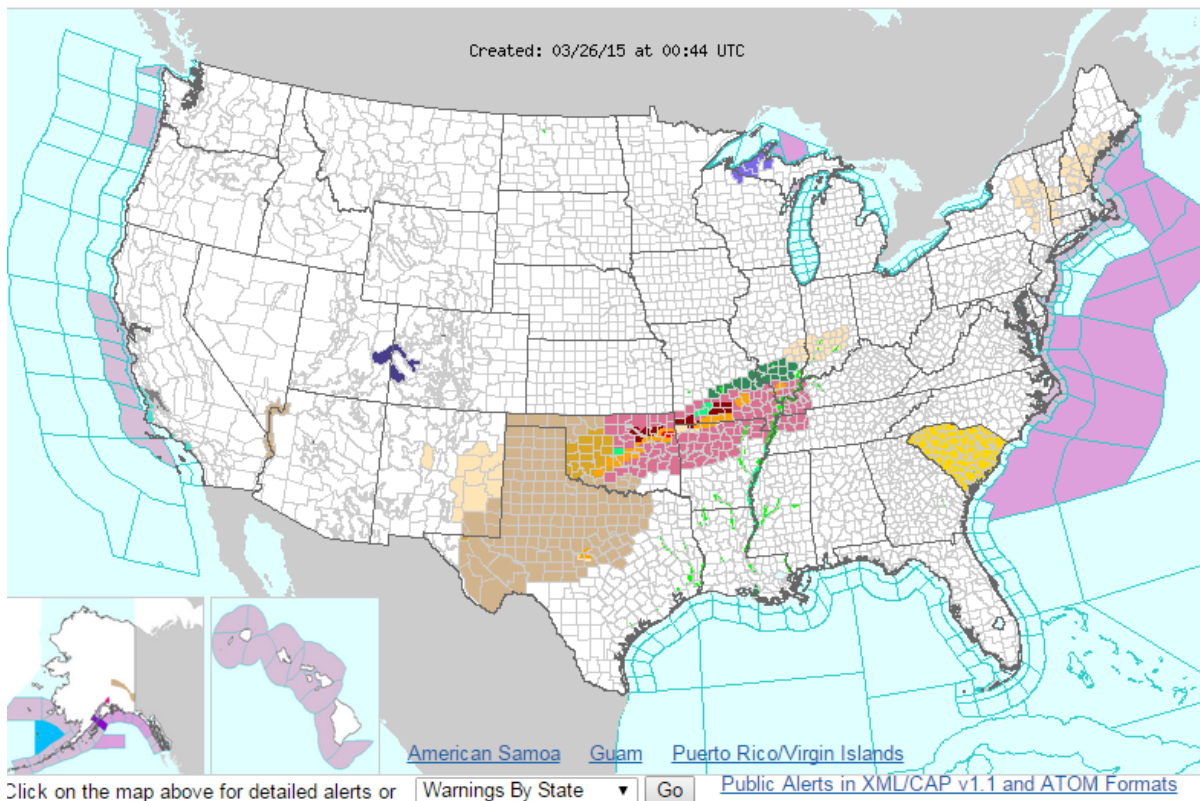 Created: 03/26/15 at 00:44 UTC
American Samoa Guam Puerto Rico/Virgin Islands
Click on the map above for detailed alerts or Warnings By State ▼ Go Public Alerts in XML/CAP v1.1 and ATOM Formats